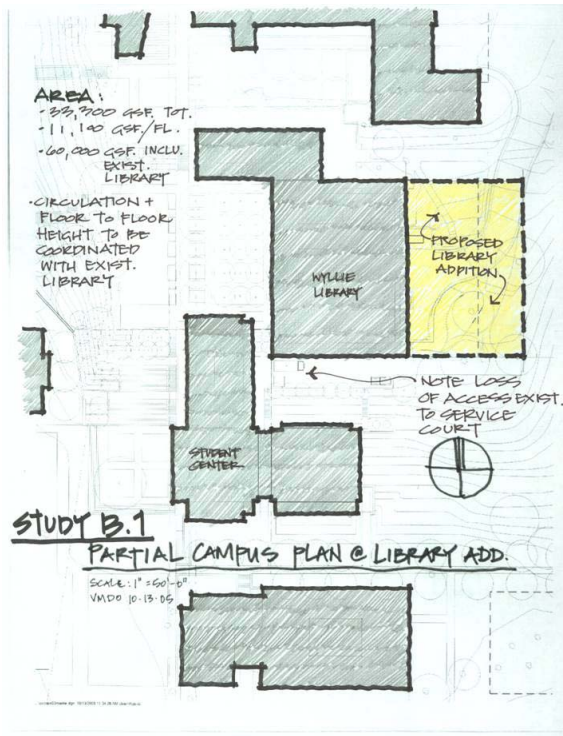 AREA:
• 33,300 GSF. TOT.
• 11,100 GSF./FL.
• 60,000 GSF. INCLU.
EXIST.
LIBRARY
• CIRCULATION +
FLOOR TO FLOOR
HEIGHT TO BE
COORDINATED
WITH EXIST.
LIBRARY
PROPOSED
LIBRARY
ADDITION
WYLLIE
LIBRARY
NOTE LOSS
OF ACCESS EXIST.
TO SERVICE
COURT
STUDENT
CENTER
STUDY B.1
PARTIAL CAMPUS PLAN @ LIBRARY ADD.
SCALE: 1" = 50'-0"
VMDO 10.13.05